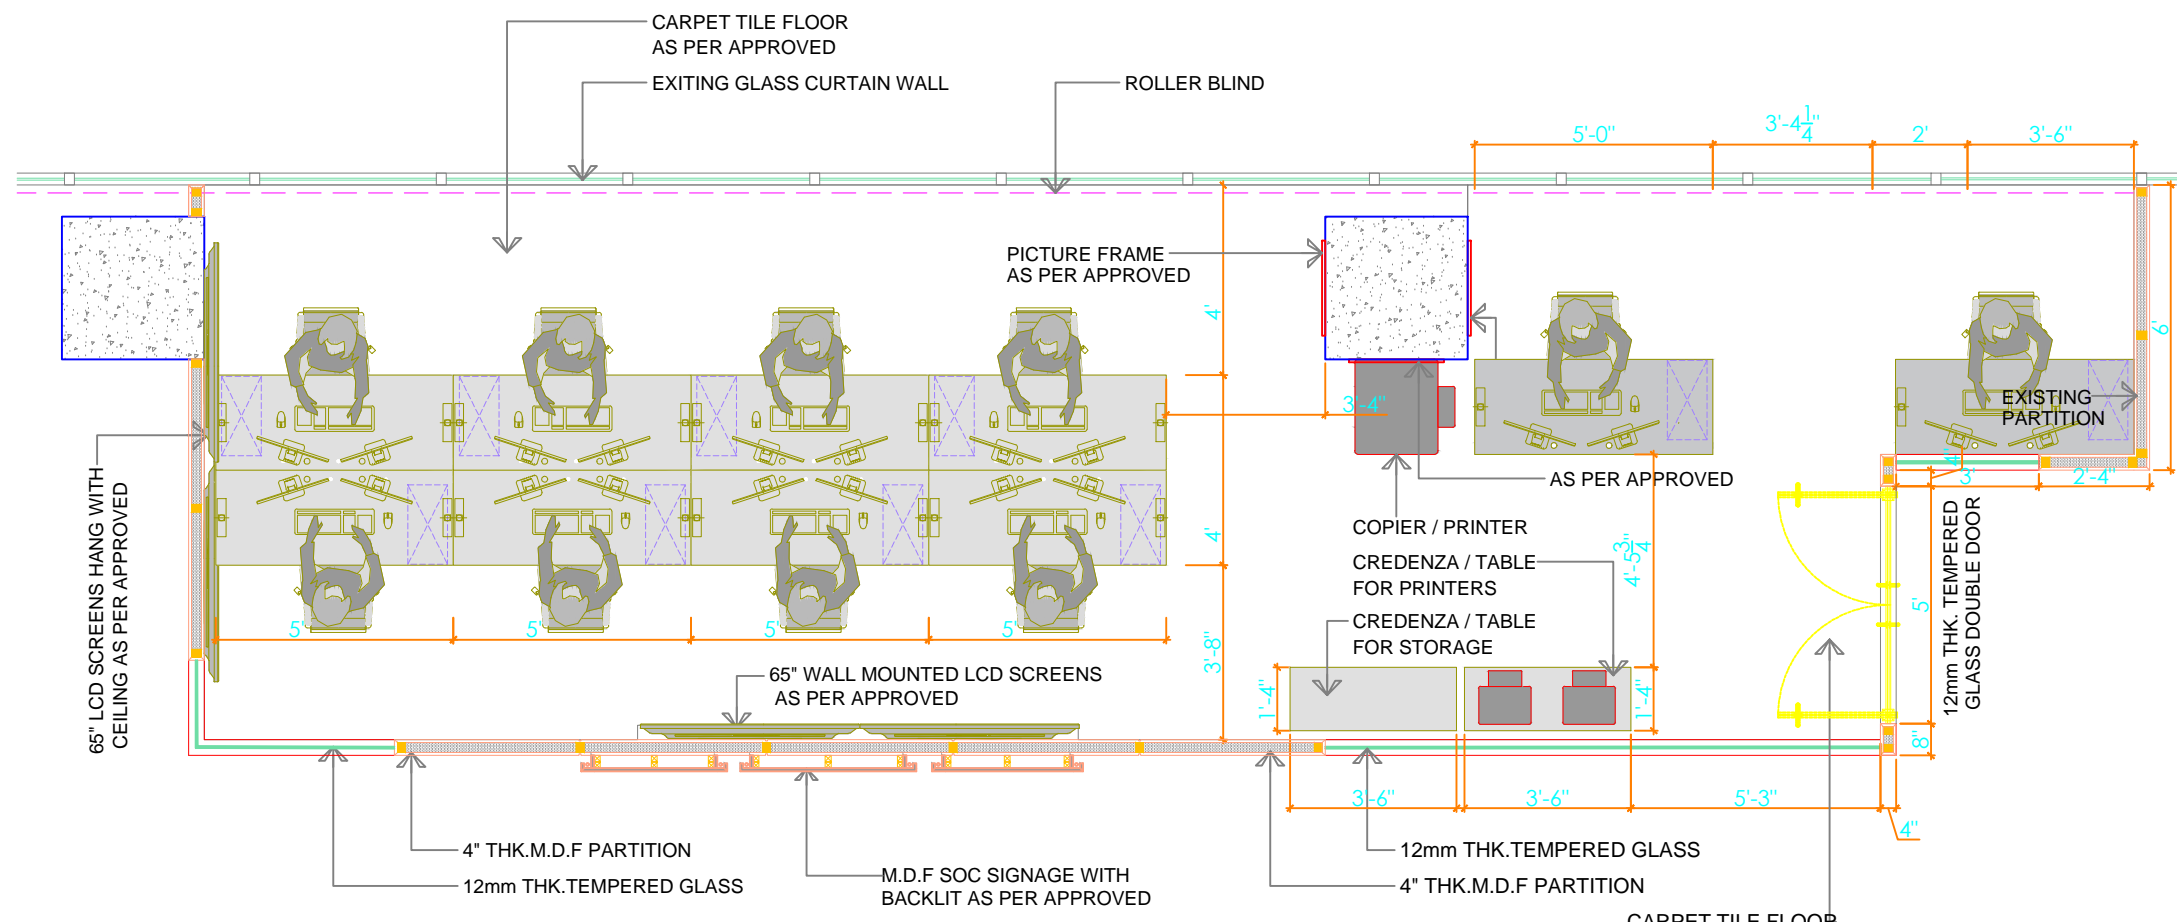 CARPET TILE FLOOR
AS PER APPROVED
EXITING GLASS CURTAIN WALL
ROLLER BLIND
5'-0"
3'-4 1/4"
2'
3'-6"
PICTURE FRAME
AS PER APPROVED
4'
6'
3'-4"
EXISTING
PARTITION
65" LCD SCREENS HANG WITH
CEILING AS PER APPROVED
4"
3'
2'-4"
AS PER APPROVED
COPIER / PRINTER
4'
4'-5 3/4"
CREDENZA / TABLE
FOR PRINTERS
CREDENZA / TABLE
FOR STORAGE
12mm THK. TEMPERED
GLASS DOUBLE DOOR
5'
5'
5'
5'
5'
3'-8"
65" WALL MOUNTED LCD SCREENS
AS PER APPROVED
1'-4"
1'-4"
8"
3'-6"
3'-6"
5'-3"
4"
4" THK.M.D.F PARTITION
12mm THK.TEMPERED GLASS
M.D.F SOC SIGNAGE WITH
BACKLIT AS PER APPROVED
12mm THK.TEMPERED GLASS
4" THK.M.D.F PARTITION
CARPET TILE FLOOR